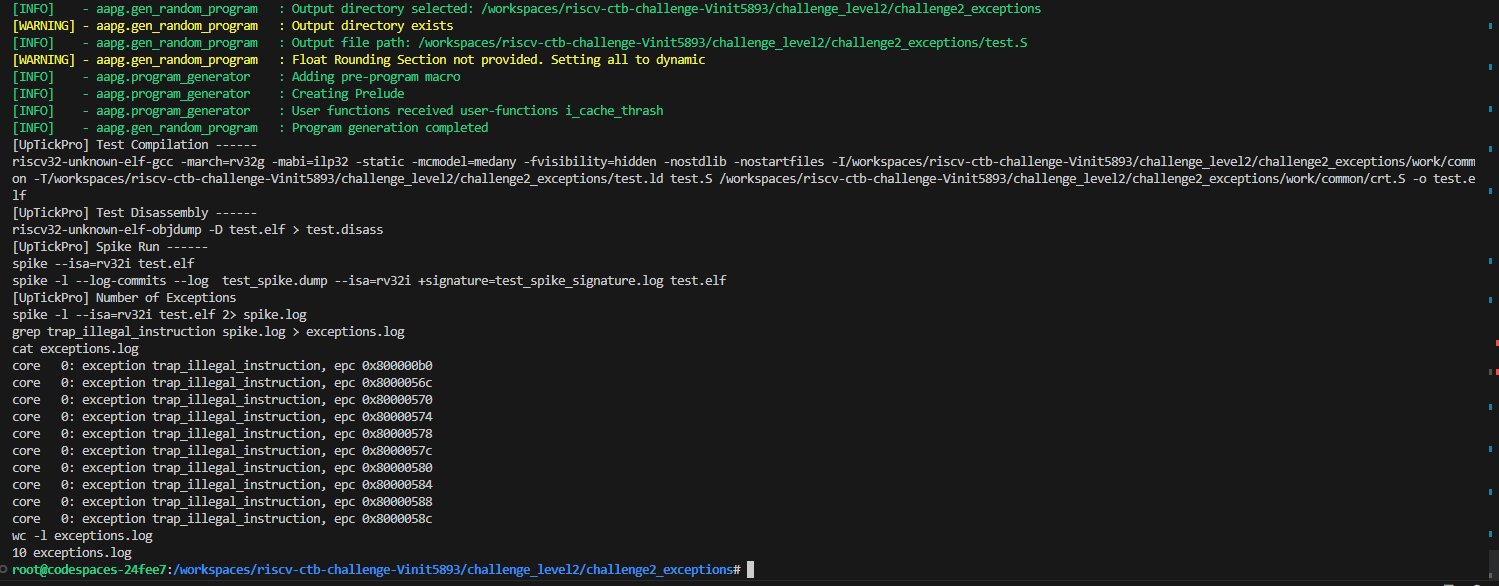 [INFO]    - aapg.gen_random_program   : Output directory selected: /workspaces/riscv-ctb-challenge-Vinit5893/challenge_level2/challenge2_exceptions
[WARNING] - aapg.gen_random_program   : Output directory exists
[INFO]    - aapg.gen_random_program   : Output file path: /workspaces/riscv-ctb-challenge-Vinit5893/challenge_level2/challenge2_exceptions/test.S
[WARNING] - aapg.gen_random_program   : Float Rounding Section not provided. Setting all to dynamic
[INFO]    - aapg.program_generator    : Adding pre-program macro
[INFO]    - aapg.program_generator    : Creating Prelude
[INFO]    - aapg.program_generator    : User functions received user-functions i_cache_thrash
[INFO]    - aapg.gen_random_program   : Program generation completed
[UpTickPro] Test Compilation ------
riscv32-unknown-elf-gcc -march=rv32g -mabi=ilp32 -static -mcmodel=medany -fvisibility=hidden -nostdlib -nostartfiles -I/workspaces/riscv-ctb-challenge-Vinit5893/challenge_level2/challenge2_exceptions/work/comm
on -T/workspaces/riscv-ctb-challenge-Vinit5893/challenge_level2/challenge2_exceptions/test.ld test.S /workspaces/riscv-ctb-challenge-Vinit5893/challenge_level2/challenge2_exceptions/work/common/crt.S -o test.e
lf
[UpTickPro] Test Disassembly ------
riscv32-unknown-elf-objdump -D test.elf > test.disass
[UpTickPro] Spike Run ------
spike --isa=rv32i test.elf
spike -l --log-commits --log  test_spike.dump --isa=rv32i +signature=test_spike_signature.log test.elf
[UpTickPro] Number of Exceptions
spike -l --isa=rv32i test.elf 2> spike.log
grep trap_illegal_instruction spike.log > exceptions.log
cat exceptions.log
core   0: exception trap_illegal_instruction, epc 0x800000b0
core   0: exception trap_illegal_instruction, epc 0x8000056c
core   0: exception trap_illegal_instruction, epc 0x80000570
core   0: exception trap_illegal_instruction, epc 0x80000574
core   0: exception trap_illegal_instruction, epc 0x80000578
core   0: exception trap_illegal_instruction, epc 0x8000057c
core   0: exception trap_illegal_instruction, epc 0x80000580
core   0: exception trap_illegal_instruction, epc 0x80000584
core   0: exception trap_illegal_instruction, epc 0x80000588
core   0: exception trap_illegal_instruction, epc 0x8000058c
wc -l exceptions.log
10 exceptions.log
root@codespaces-24fee7:/workspaces/riscv-ctb-challenge-Vinit5893/challenge_level2/challenge2_exceptions#